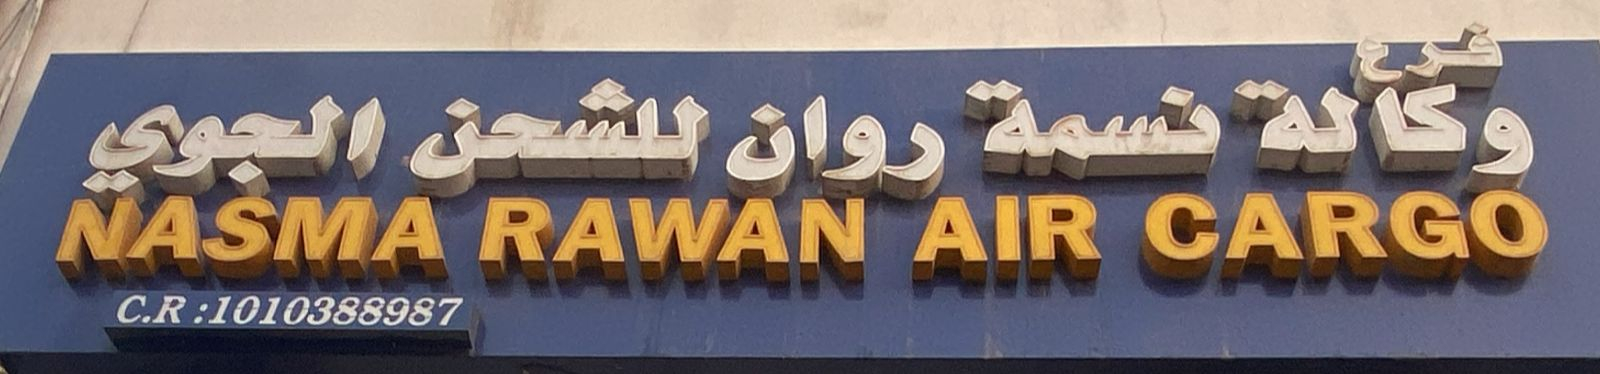 فرع
وكالة نسمة روان للشحن الجوي
NASMA RAWAN AIR CARGO
C.R :1010388987